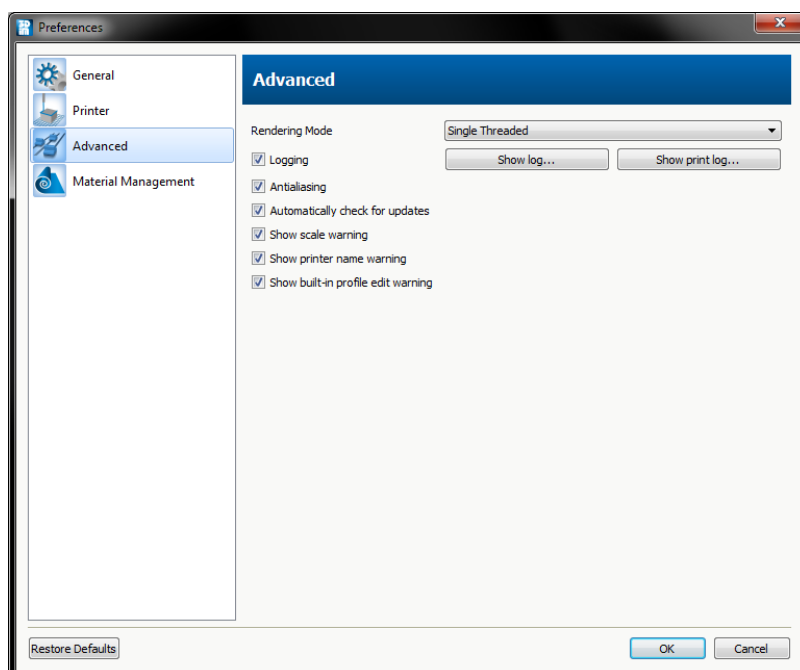 Preferences
General
Printer
Advanced
Material Management
Advanced
Rendering Mode Single Threaded
Logging Show log... Show print log...
Antialiasing
Automatically check for updates
Show scale warning
Show printer name warning
Show built-in profile edit warning
Restore Defaults OK Cancel